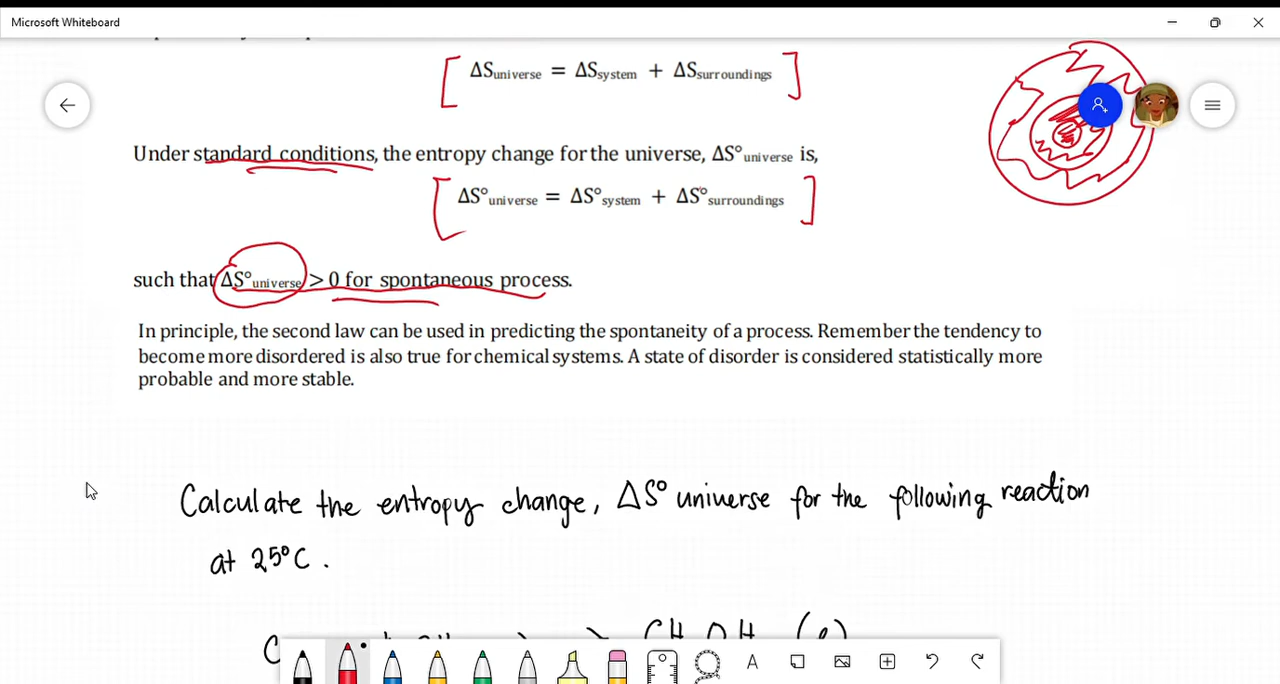 Microsoft Whiteboard
ΔSuniverse = ΔSsystem + ΔSsurroundings
Under standard conditions, the entropy change for the universe, ΔS°universe is,
ΔS°universe = ΔS°system + ΔS°surroundings
such that ΔS°universe > 0 for spontaneous process.
In principle, the second law can be used in predicting the spontaneity of a process. Remember the tendency to
become more disordered is also true for chemical systems. A state of disorder is considered statistically more
probable and more stable.
Calculate the entropy change, ΔS° universe for the following reaction
at 25°C.
CH₃OH (l)